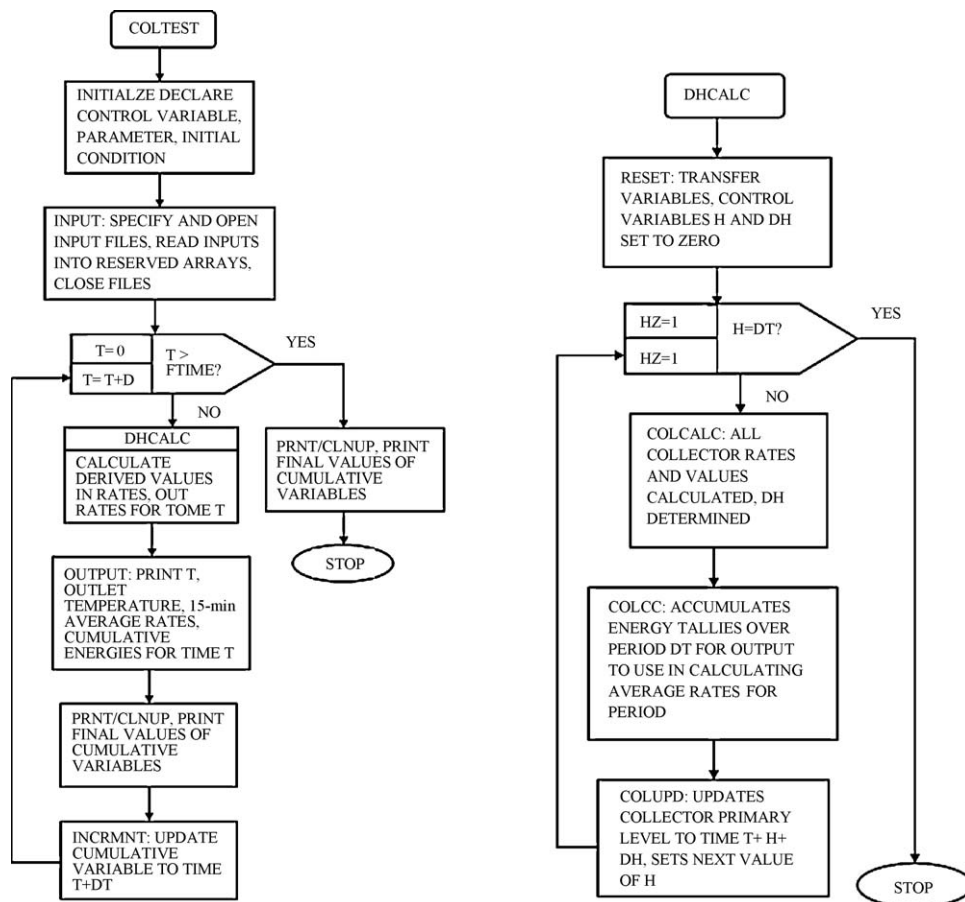 COLTEST
INITIALZE DECLARE
CONTROL VARIABLE,
PARAMETER, INITIAL
CONDITION
INPUT: SPECIFY AND OPEN
INPUT FILES, READ INPUTS
INTO RESERVED ARRAYS,
CLOSE FILES
T= 0
T= T+D
T >
FTIME?
YES
NO
DHCALC
CALCULATE
DERIVED VALUES
IN RATES, OUT
RATES FOR TOME T
PRNT/CLNUP, PRINT
FINAL VALUES OF
CUMULATIVE
VARIABLES
STOP
OUTPUT: PRINT T,
OUTLET
TEMPERATURE, 15-min
AVERAGE RATES,
CUMULATIVE
ENERGIES FOR TIME T
PRNT/CLNUP, PRINT
FINAL VALUES OF
CUMULATIVE
VARIABLES
INCRMNT: UPDATE
CUMULATIVE
VARIABLE TO TIME
T+DT
DHCALC
RESET: TRANSFER
VARIABLES, CONTROL
VARIABLES H AND DH
SET TO ZERO
HZ=1
HZ=1
H=DT?
YES
NO
COLCALC: ALL
COLLECTOR RATES
AND VALUES
CALCULATED, DH
DETERMINED
COLCC: ACCUMULATES
ENERGY TALLIES OVER
PERIOD DT FOR OUTPUT
TO USE IN CALCULATING
AVERAGE RATES FOR
PERIOD
COLUPD: UPDATES
COLLECTOR PRIMARY
LEVEL TO TIME T+ H+
DH, SETS NEXT VALUE
OF H
STOP